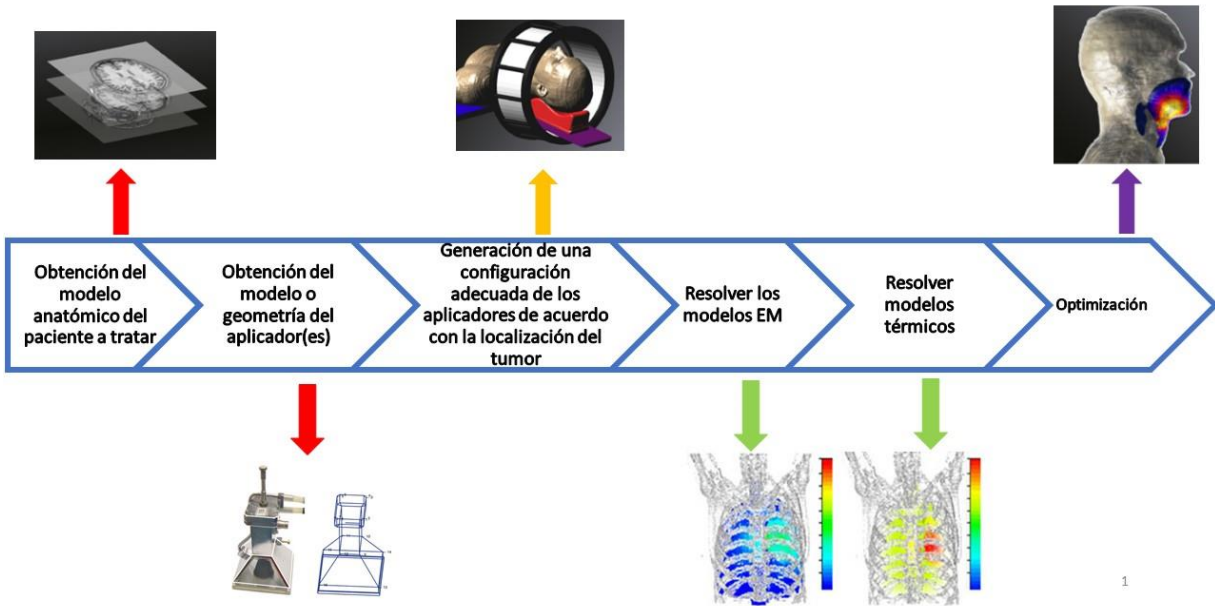 Obtención del
modelo
anatómico del
paciente a tratar
Obtención del
modelo o
geometría del
aplicador(es)
Generación de una
configuración
adecuada de los
aplicadores de acuerdo
con la localización del
tumor
Resolver los
modelos EM
Resolver
modelos
térmicos
Optimización
1